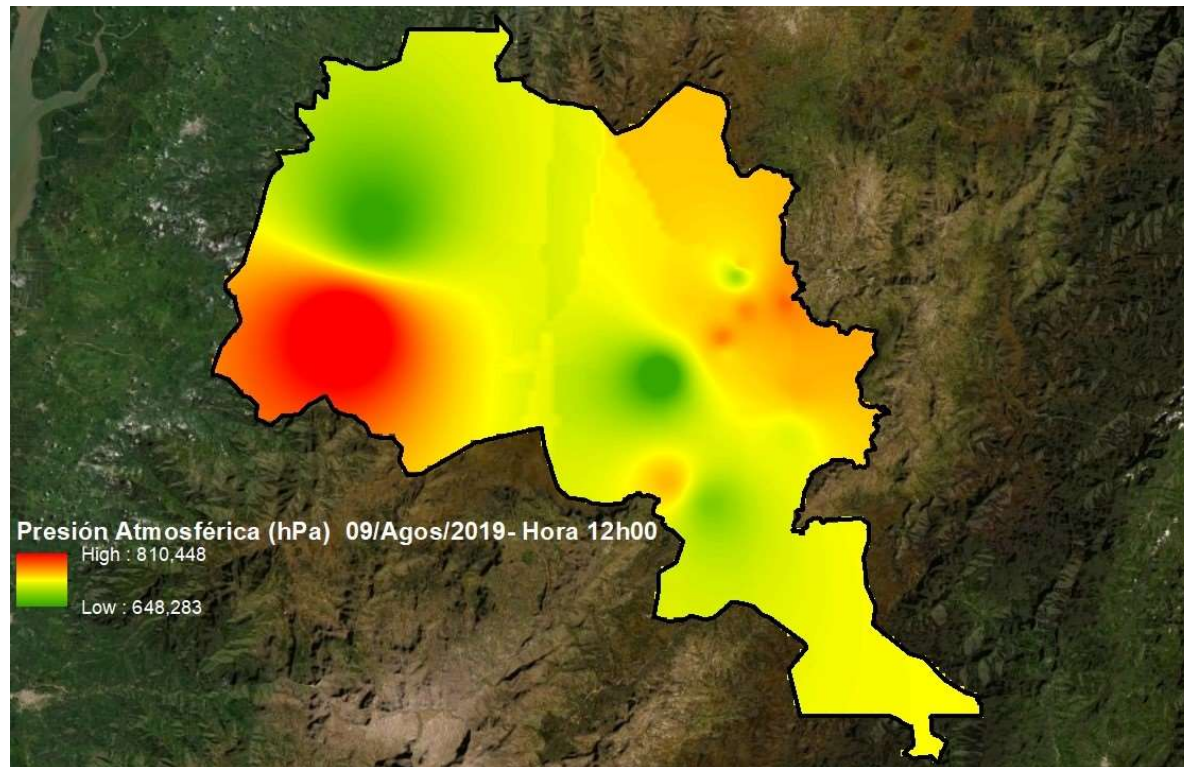 Presión Atmosférica (hPa) 09/Agos/2019- Hora 12h00
High : 810,448
Low : 648,283